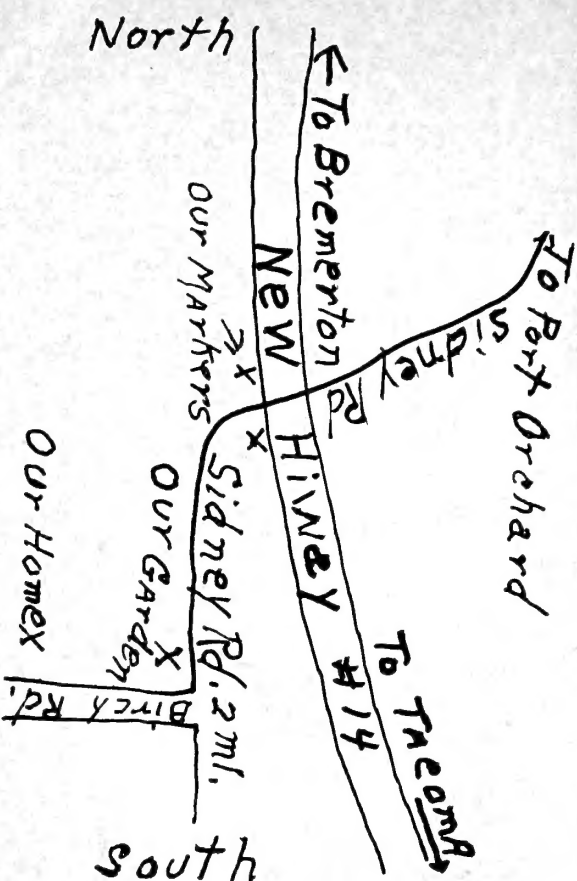 North
← To Bremerton
To Port Orchard
Sidney Rd
New Hiway #14
To Tacoma
Our Markers
x
x
Sidney Rd. 2 mi.
Our Garden x
Birch Rd.
Our Home x
South